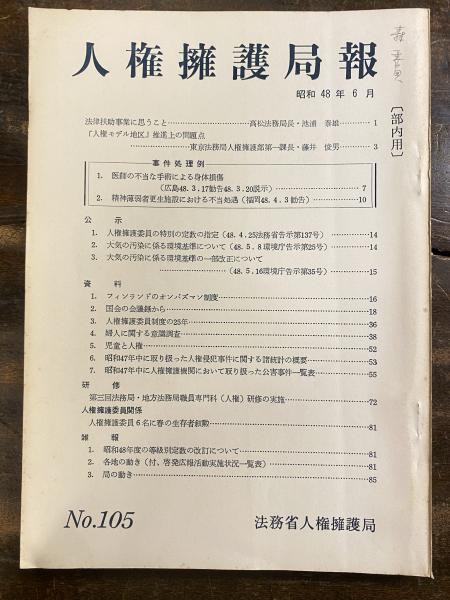 人権擁護局報
昭和 48 年 6 月
〔部内用〕
法律扶助事業に思うこと……高松法務局長・池浦 泰雄……1
『人権モデル地区』推進上の問題点
……東京法務局人権擁護部第一課長・藤井 俊男……3
事件処理例
1. 医師の不当な手術による身体損傷
(広島48.3.17勧告48.3.20説示)……7
2. 精神薄弱者更生施設における不当処遇（福岡48.4.3勧告）……10
公示
1. 人権擁護委員の特別の定数の指定（48.4.25法務省告示第137号）……14
2. 大気の汚染に係る環境基準について（48.5.8環境庁告示第25号）……14
3. 大気の汚染に係る環境基準の一部改正について
……(48.5.16環境庁告示第35号)……15
資料
1. フィンランドのオンバズマン制度……16
2. 国会の会議録から……18
3. 人権擁護委員制度の25年……36
4. 婦人に関する意識調査……38
5. 児童と人権……52
6. 昭和47年中に取り扱った人権侵犯事件に関する諸統計の概要……53
7. 昭和47年中に人権擁護機関において取り扱った公害事件一覧表……55
研修
第三回法務局・地方法務局職員専門科（人権）研修の実施……72
人権擁護委員関係
人権擁護委員6名に春の生存者叙勲……81
雑報
1. 昭和48年度の等級別定数の改訂について……81
2. 各地の動き（付、啓発広報活動実施状況一覧表）……81
3. 局の動き……85
No.105
法務省人権擁護局